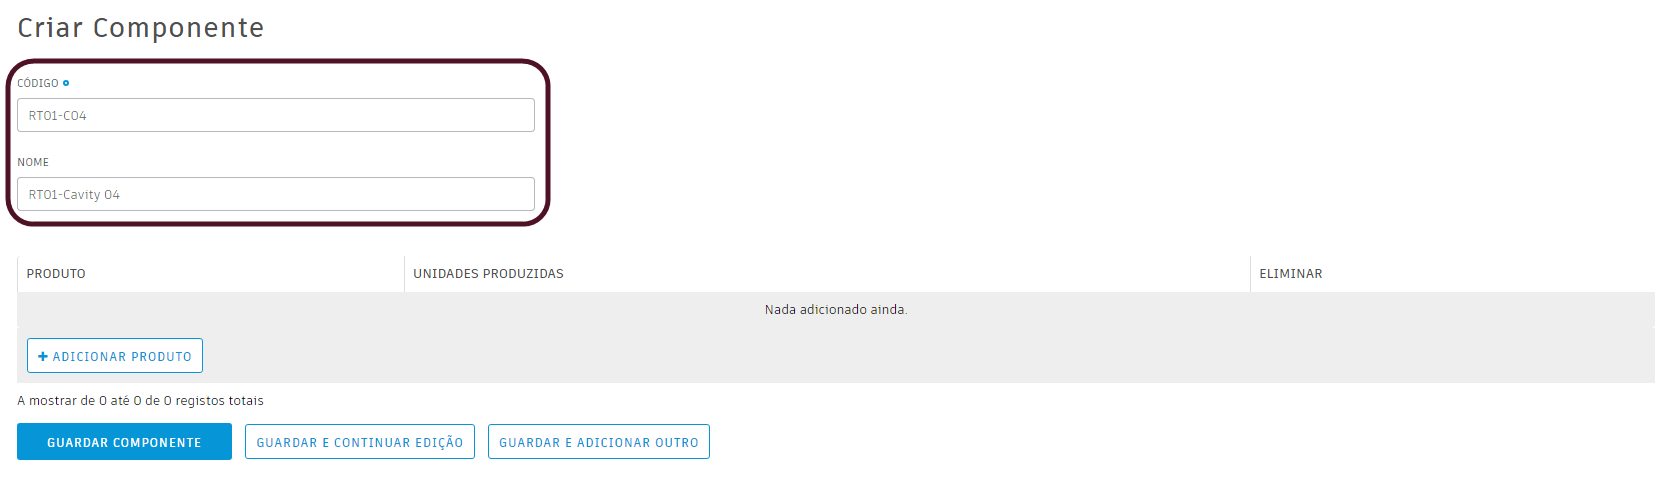 Criar Componente
CÓDIGO
RT01-C04
NOME
RT01-Cavity 04
PRODUTO UNIDADES PRODUZIDAS ELIMINAR
Nada adicionado ainda.
+ ADICIONAR PRODUTO
A mostrar de 0 até 0 de 0 registos totais
GUARDAR COMPONENTE GUARDAR E CONTINUAR EDIÇÃO GUARDAR E ADICIONAR OUTRO